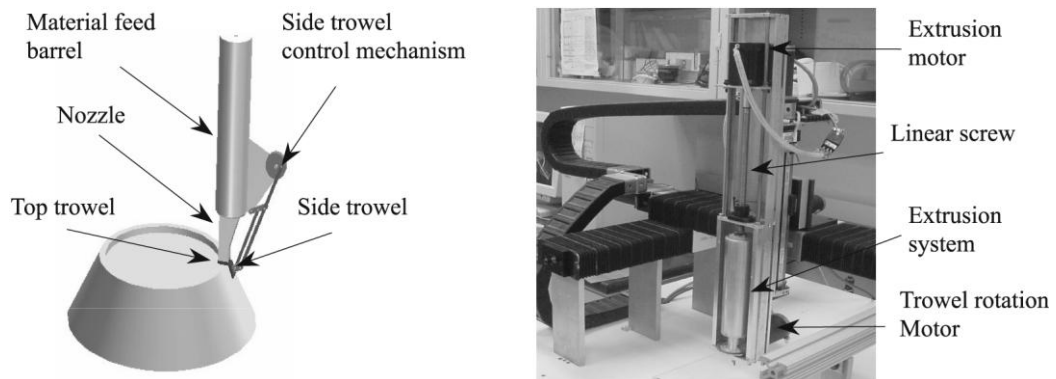 Material feed
barrel
Side trowel
control mechanism
Nozzle
Top trowel
Side trowel
Extrusion
motor
Linear screw
Extrusion
system
Trowel rotation
Motor